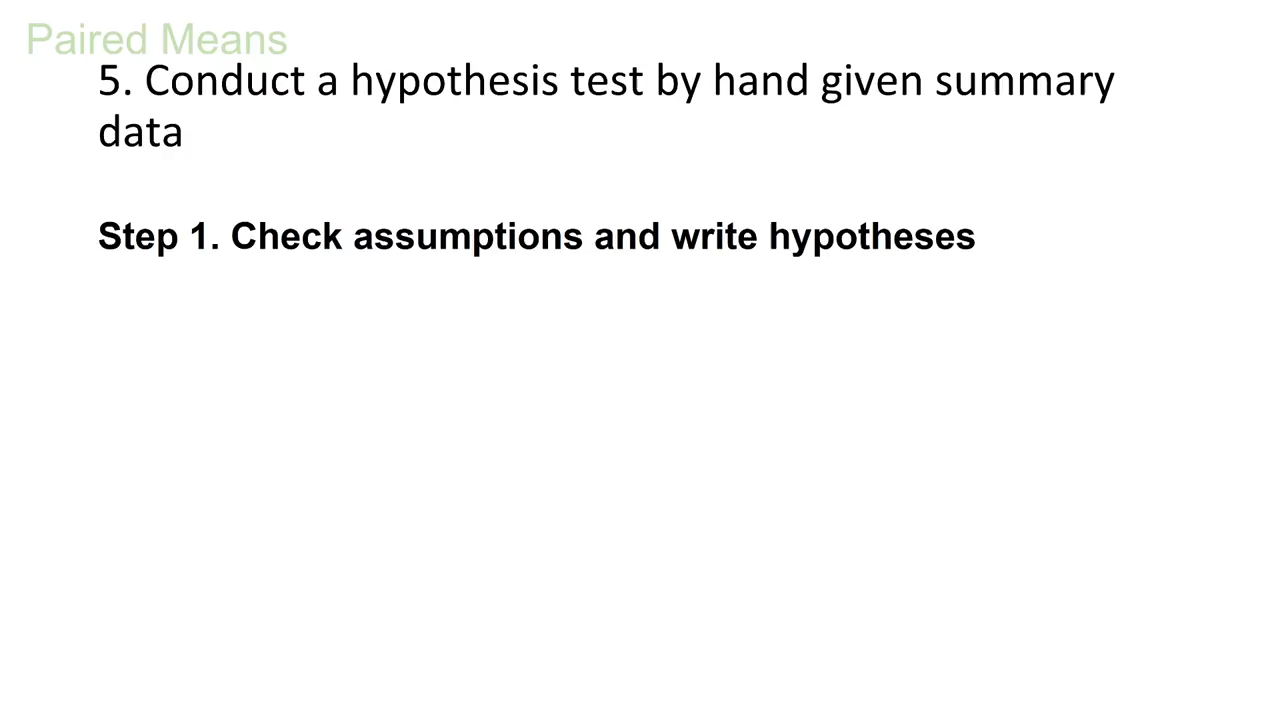 Paired Means
5. Conduct a hypothesis test by hand given summary
data
Step 1. Check assumptions and write hypotheses